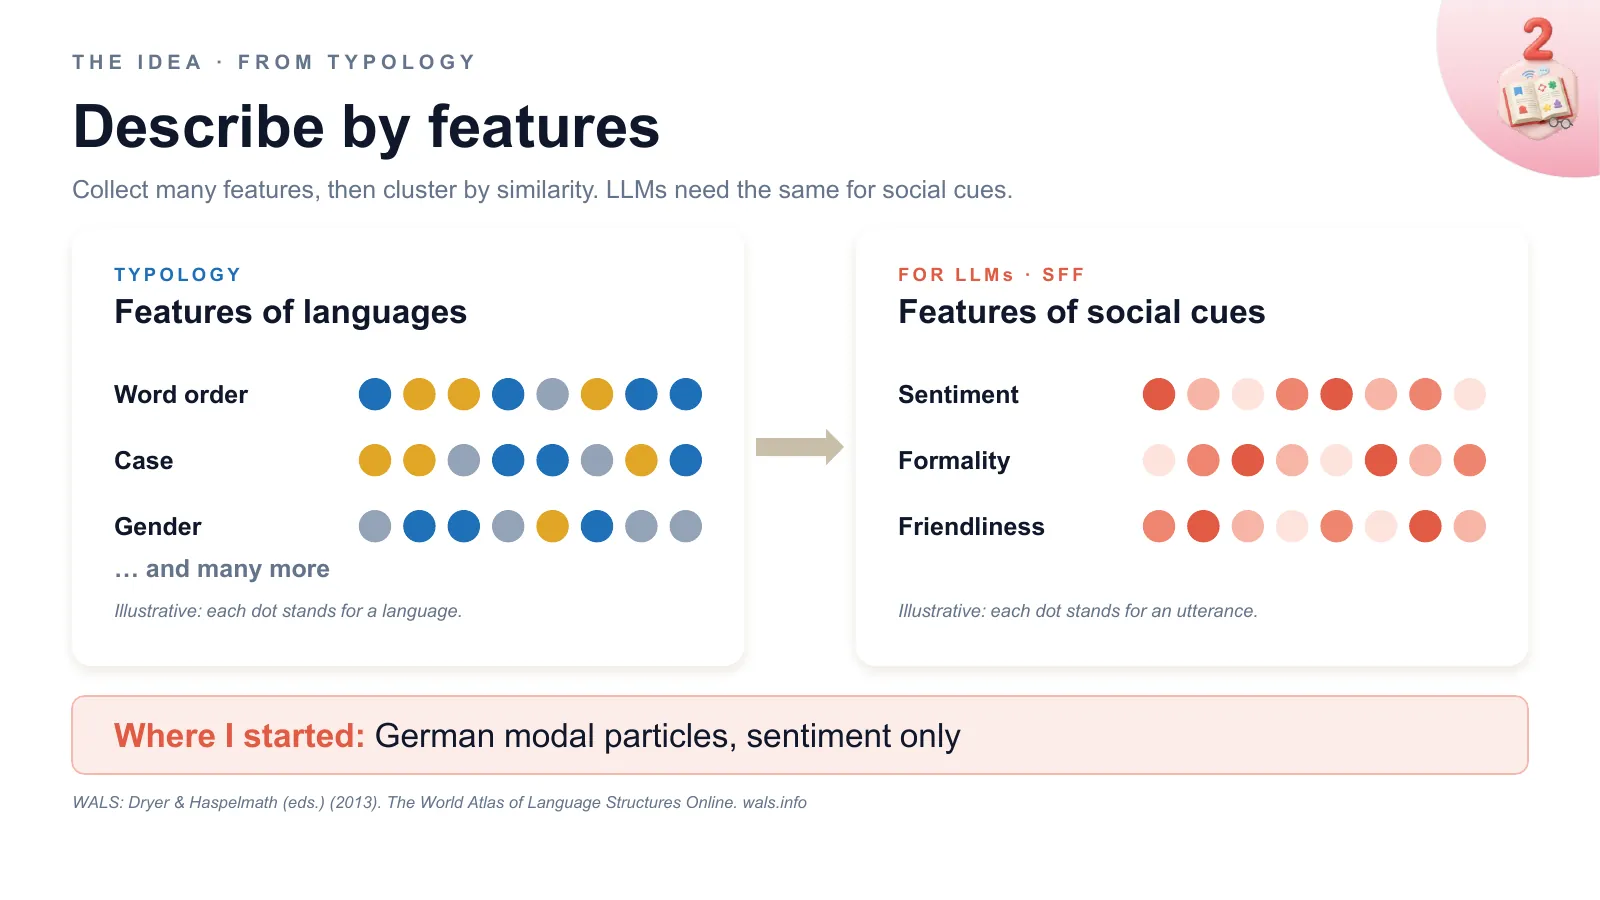 THE IDEA · FROM TYPOLOGY
2
Describe by features
Collect many features, then cluster by similarity. LLMs need the same for social cues.
TYPOLOGY
Features of languages
Word order
Case
Gender
… and many more
Illustrative: each dot stands for a language.
FOR LLMs · SFF
Features of social cues
Sentiment
Formality
Friendliness
Illustrative: each dot stands for an utterance.
Where I started: German modal particles, sentiment only
WALS: Dryer & Haspelmath (eds.) (2013). The World Atlas of Language Structures Online. wals.info